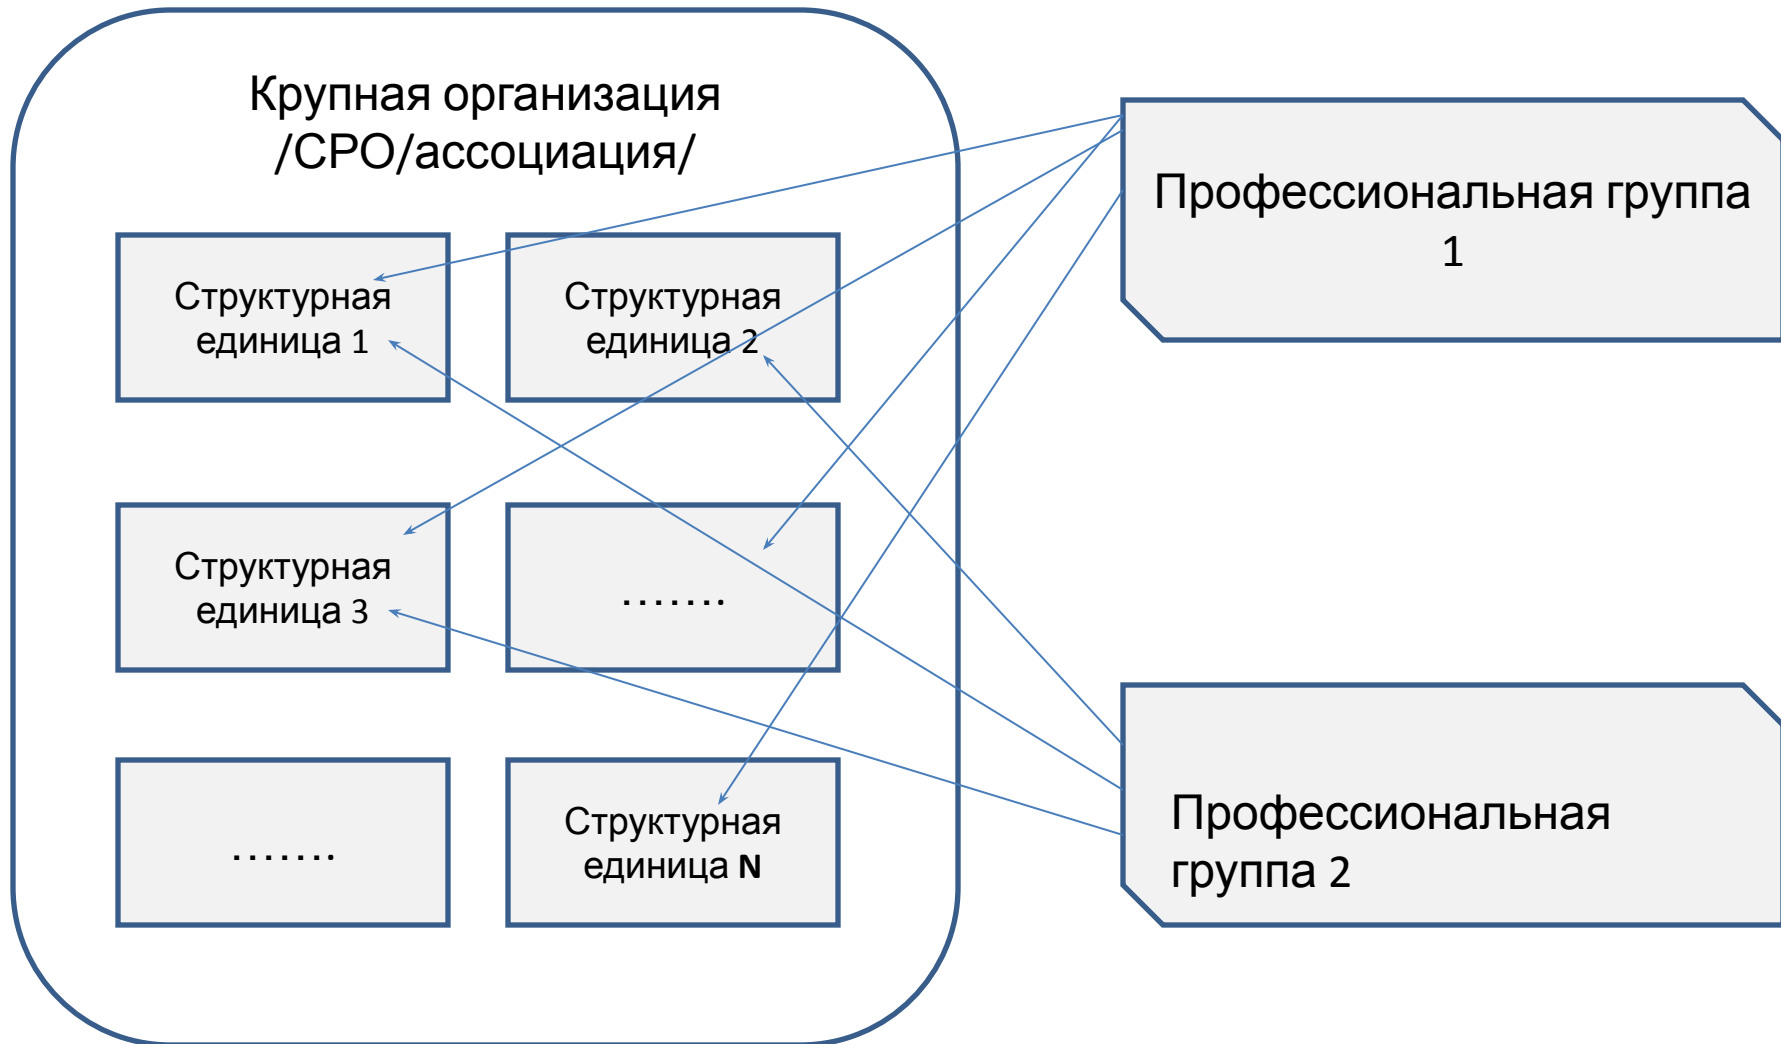 Крупная организация
/СРО/ассоциация/
Структурная
единица 1
Структурная
единица 2
Структурная
единица 3
…….
…….
Структурная
единица N
Профессиональная группа
1
Профессиональная
группа 2